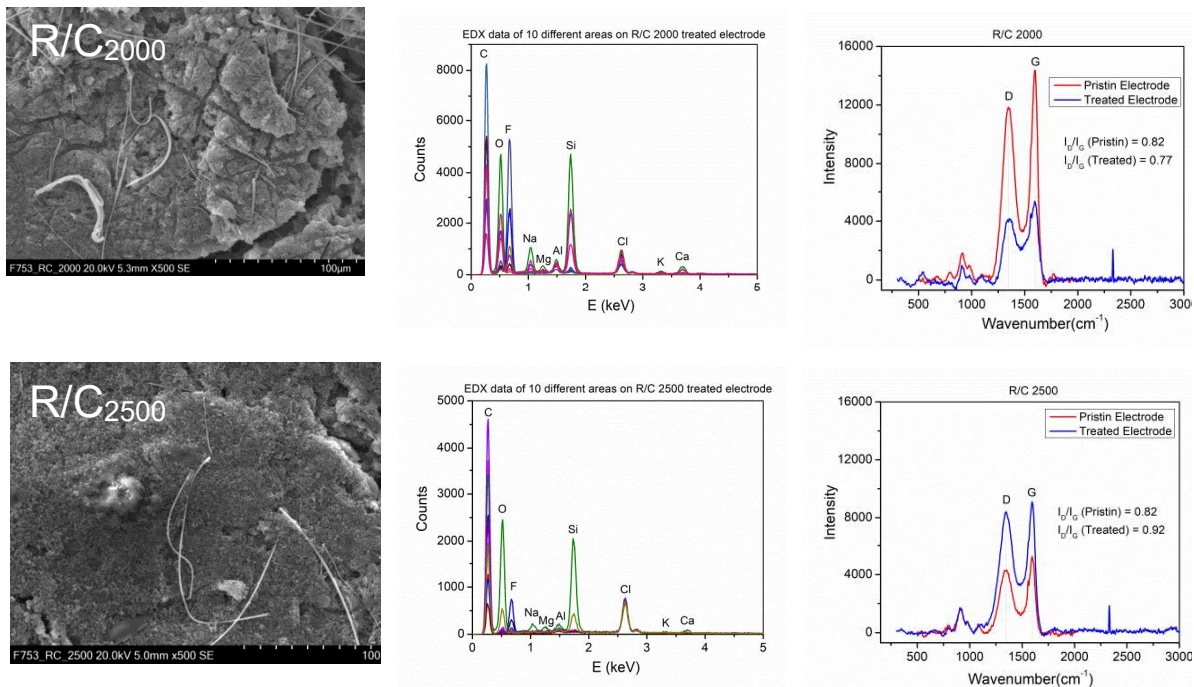 R/C2000
F753_RC_2000 20.0kV 5.3mm X500 SE
100µm
EDX data of 10 different areas on R/C 2000 treated electrode
C
O
F
Na
Mg
Al
Si
Cl
K
Ca
8000
6000
4000
2000
0
Counts
0 1 2 3 4 5
E (keV)
R/C 2000
Pristin Electrode
Treated Electrode
D
G
ID/IG (Pristin) = 0.82
ID/IG (Treated) = 0.77
16000
12000
8000
4000
0
Intensity
500 1000 1500 2000 2500 3000
Wavenumber(cm-1)
R/C2500
F753_RC_2500 20.0kV 5.0mm x500 SE
100
EDX data of 10 different areas on R/C 2500 treated electrode
C
O
F
Na
Mg
Al
Si
Cl
K
Ca
5000
4000
3000
2000
1000
0
Counts
0 1 2 3 4 5
E (keV)
R/C 2500
Pristin Electrode
Treated Electrode
D
G
ID/IG (Pristin) = 0.82
ID/IG (Treated) = 0.92
16000
12000
8000
4000
0
Intensity
500 1000 1500 2000 2500 3000
Wavenumber(cm-1)